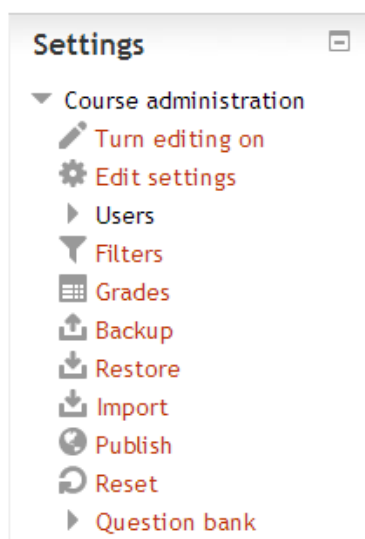 Settings
Course administration
Turn editing on
Edit settings
Users
Filters
Grades
Backup
Restore
Import
Publish
Reset
Question bank